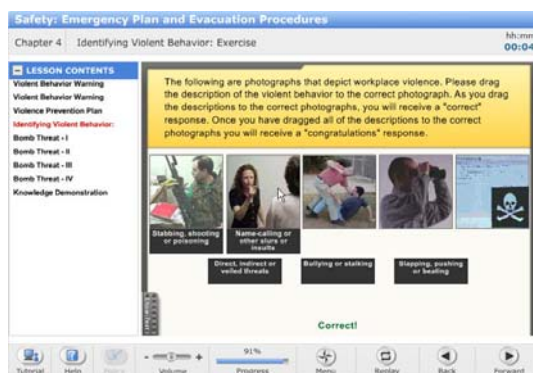 Safety: Emergency Plan and Evacuation Procedures
Chapter 4 Identifying Violent Behavior: Exercise
hh:mm
00:04
LESSON CONTENTS
Violent Behavior Warning
Violent Behavior Warning
Violence Prevention Plan
Identifying Violent Behavior:
Bomb Threat - I
Bomb Threat - II
Bomb Threat - III
Bomb Threat - IV
Knowledge Demonstration
The following are photographs that depict workplace violence. Please drag
the description of the violent behavior to the correct photograph. As you drag
the descriptions to the correct photographs, you will receive a "correct"
response. Once you have dragged all of the descriptions to the correct
photographs you will receive a "congratulations" response.
Stabbing, shooting
or poisoning
Name-calling or
other slurs or
insults
Direct, indirect or
veiled threats
Bullying or stalking
Slapping, pushing
or beating
Correct!
91%
Tutorial
Help
Volume
Progress
Menu
Replay
Back
Forward